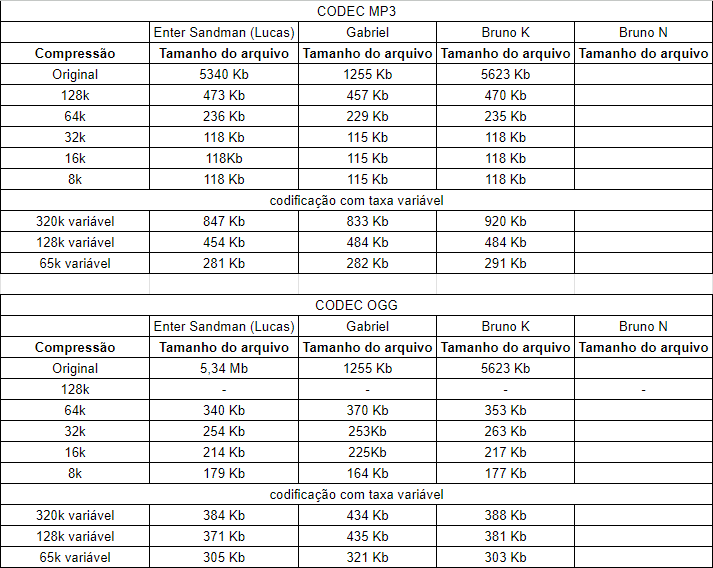 CODEC MP3
Enter Sandman (Lucas) Gabriel Bruno K Bruno N
Compressão Tamanho do arquivo Tamanho do arquivo Tamanho do arquivo Tamanho do arquivo
Original 5340 Kb 1255 Kb 5623 Kb
128k 473 Kb 457 Kb 470 Kb
64k 236 Kb 229 Kb 235 Kb
32k 118 Kb 115 Kb 118 Kb
16k 118Kb 115 Kb 118 Kb
8k 118 Kb 115 Kb 118 Kb
codificação com taxa variável
320k variável 847 Kb 833 Kb 920 Kb
128k variável 454 Kb 484 Kb 484 Kb
65k variável 281 Kb 282 Kb 291 Kb
CODEC OGG
Enter Sandman (Lucas) Gabriel Bruno K Bruno N
Compressão Tamanho do arquivo Tamanho do arquivo Tamanho do arquivo Tamanho do arquivo
Original 5,34 Mb 1255 Kb 5623 Kb
128k - - - -
64k 340 Kb 370 Kb 353 Kb
32k 254 Kb 253Kb 263 Kb
16k 214 Kb 225Kb 217 Kb
8k 179 Kb 164 Kb 177 Kb
codificação com taxa variável
320k variável 384 Kb 434 Kb 388 Kb
128k variável 371 Kb 435 Kb 381 Kb
65k variável 305 Kb 321 Kb 303 Kb